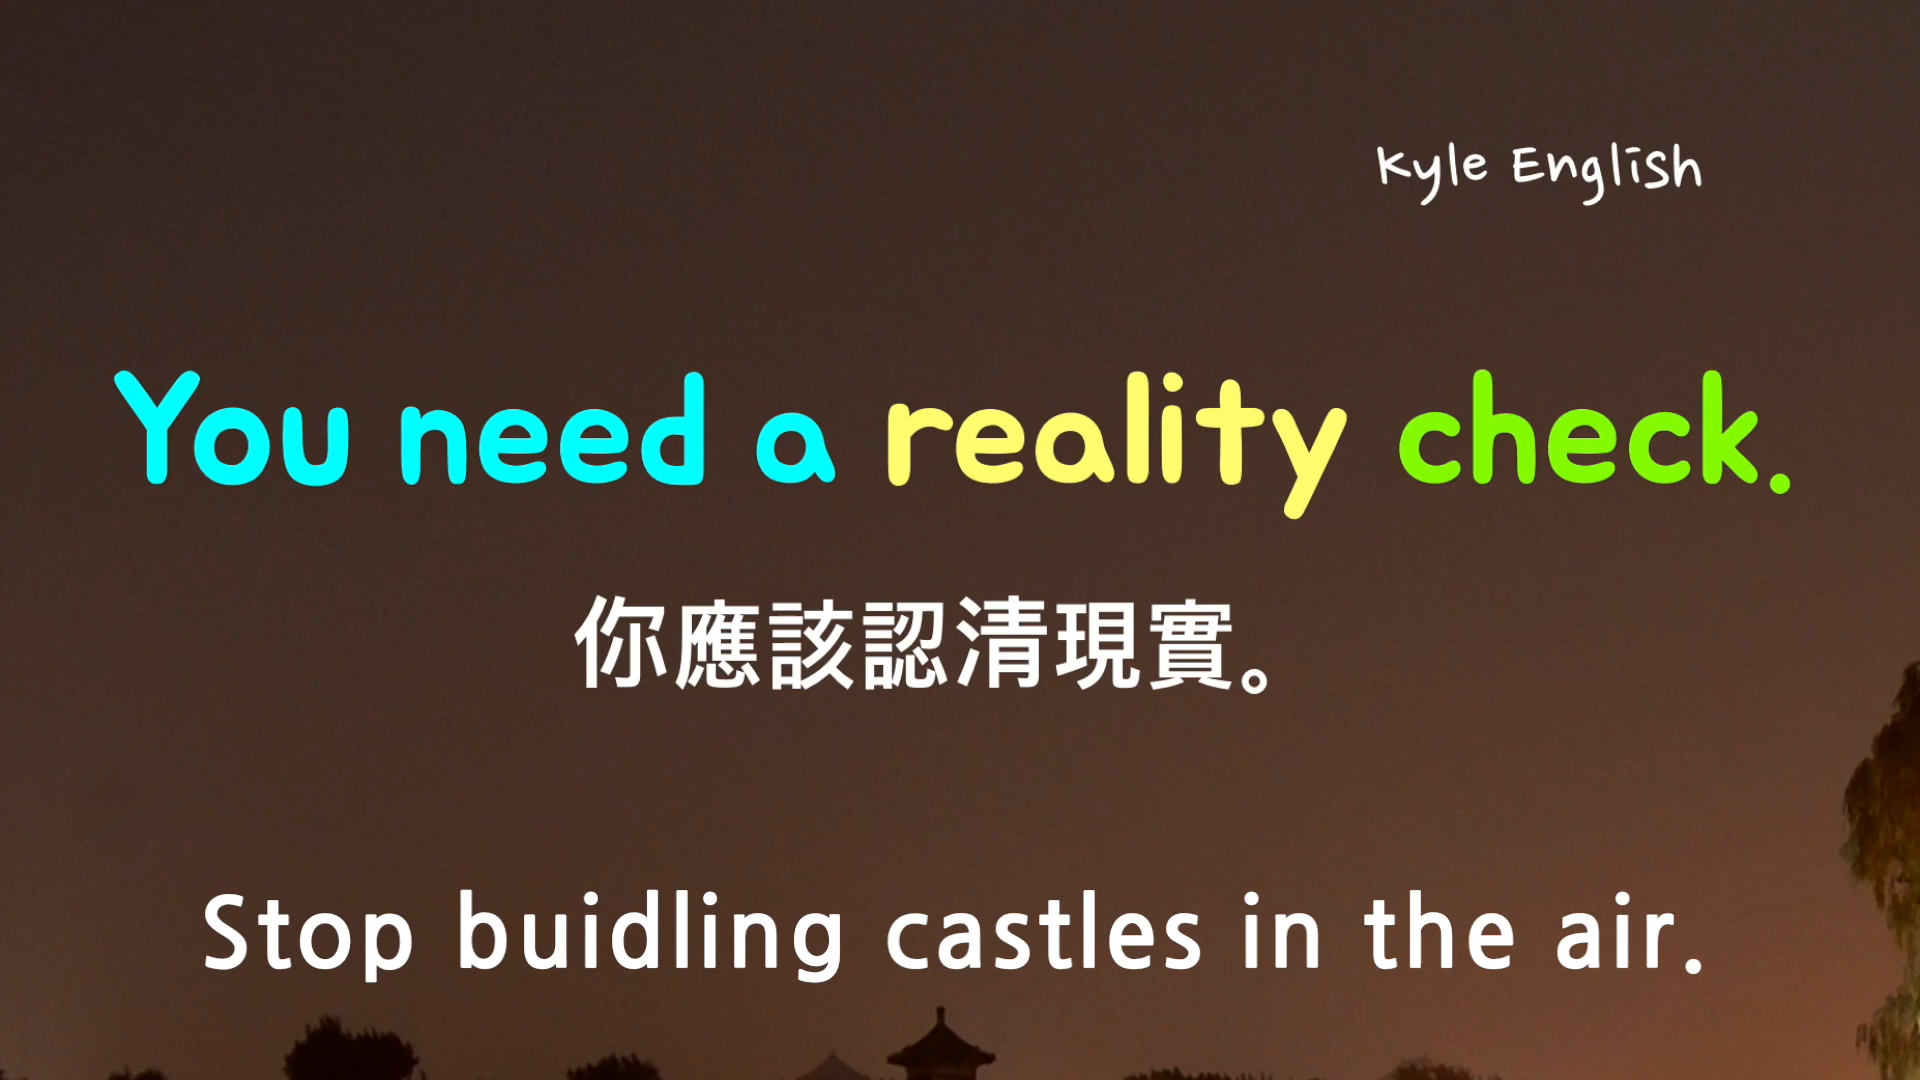 Kyle English
You need a reality check.
你應該認清現實。
Stop buidling castles in the air.